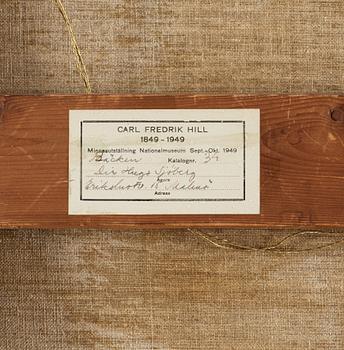 CARL FREDRIK HILL
1849 - 1949
Minnesutställning Nationalmuseum Sept.-Okt. 1949
Bäcken Katalognr. 34
Dir Hugo Sjöberg
Ägare
Malmö
Adress